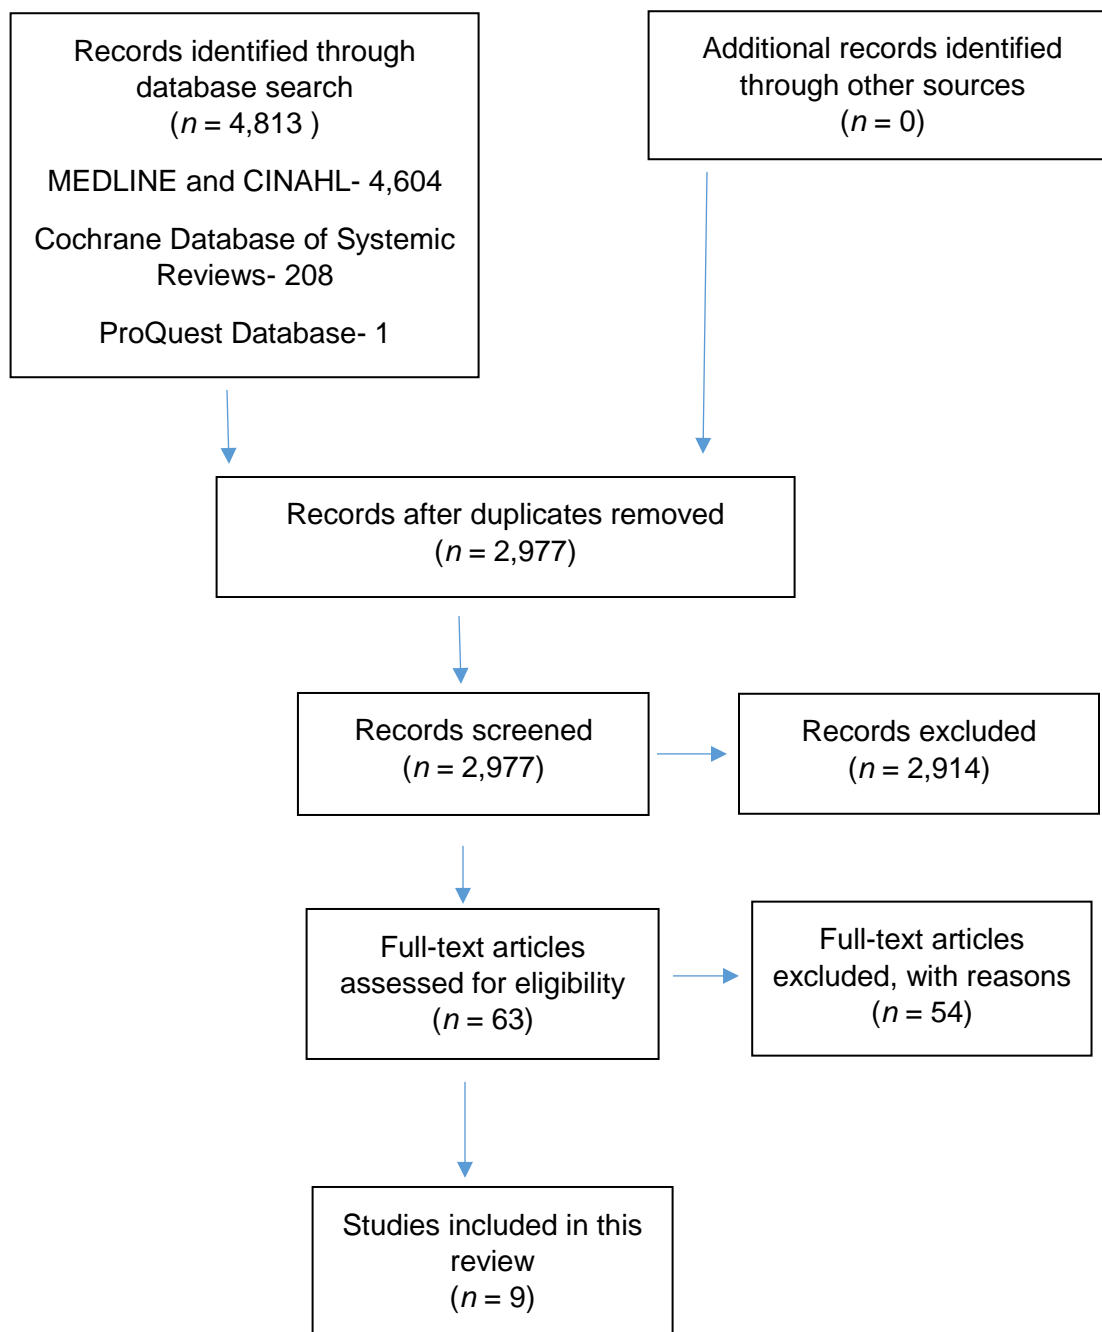 Records identified through
database search
(n = 4,813 )
MEDLINE and CINAHL- 4,604
Cochrane Database of Systemic
Reviews- 208
ProQuest Database- 1
Additional records identified
through other sources
(n = 0)
Records after duplicates removed
(n = 2,977)
Records screened
(n = 2,977)
Records excluded
(n = 2,914)
Full-text articles
assessed for eligibility
(n = 63)
Full-text articles
excluded, with reasons
(n = 54)
Studies included in this
review
(n = 9)